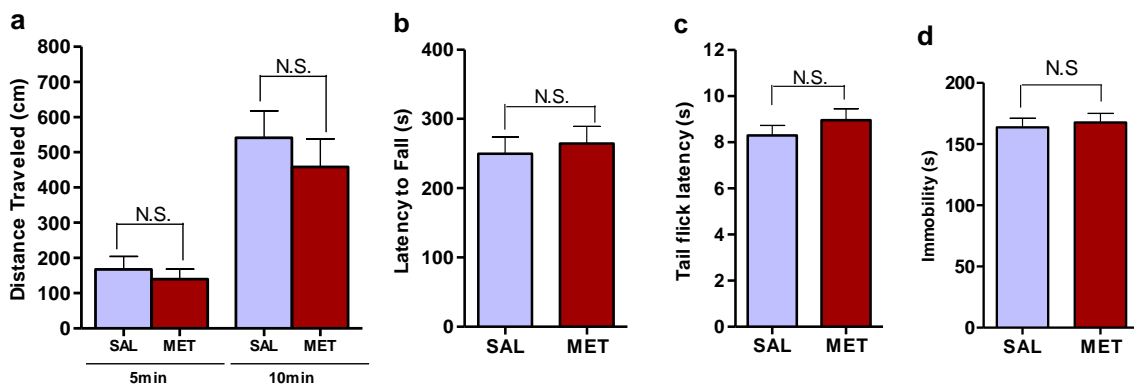 a
Distance Traveled (cm)
800
700
600
500
400
300
200
100
0
N.S.
N.S.
SAL MET SAL MET
5min 10min
b
Latency to Fall (s)
400
300
200
100
0
N.S.
SAL MET
c
Tail flick latency (s)
12
10
8
6
4
2
0
N.S.
SAL MET
d
Immobility (s)
200
150
100
50
0
N.S
SAL MET